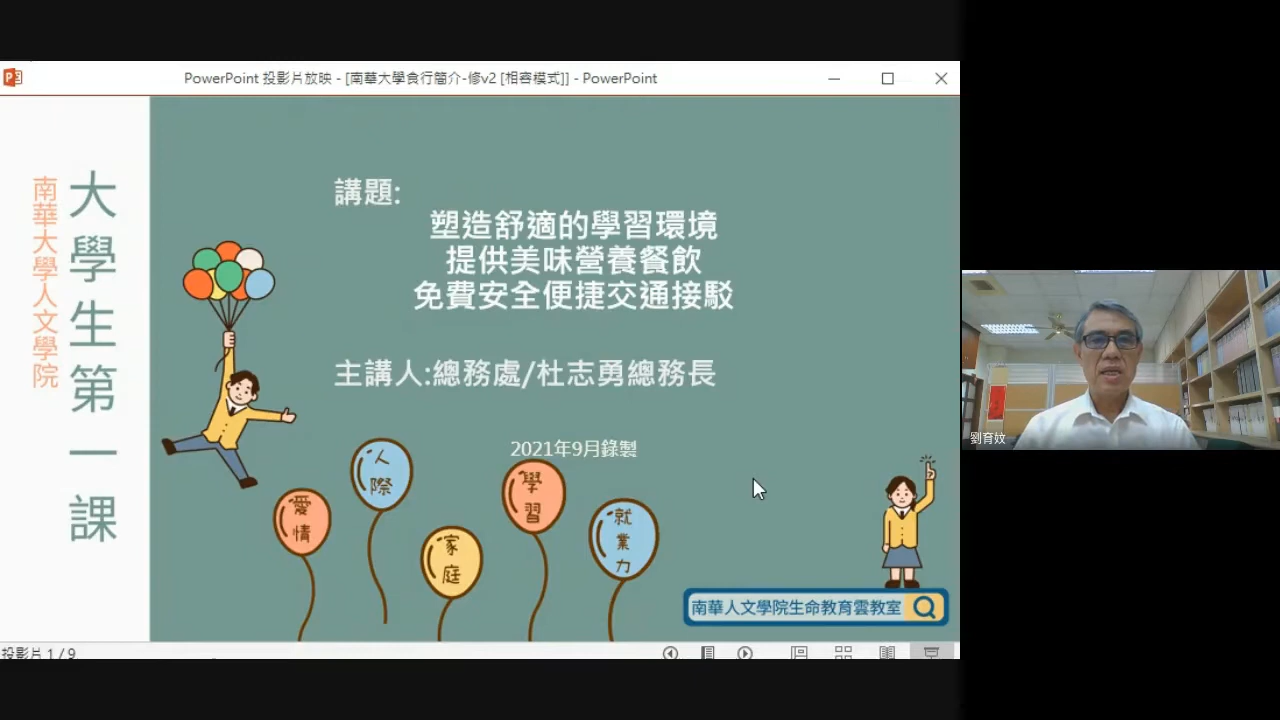 PowerPoint 投影片放映 - [南華大學食行簡介-修v2 [相容模式]] - PowerPoint
大學生第一課
南華大學人文學院
講題:
塑造舒適的學習環境
提供美味營養餐飲
免費安全便捷交通接駁
主講人:總務處/杜志勇總務長
2021年9月錄製
愛情
人際
家庭
學習
就業力
南華人文學院生命教育雲教室
投影片 1 / 9
劉育妏